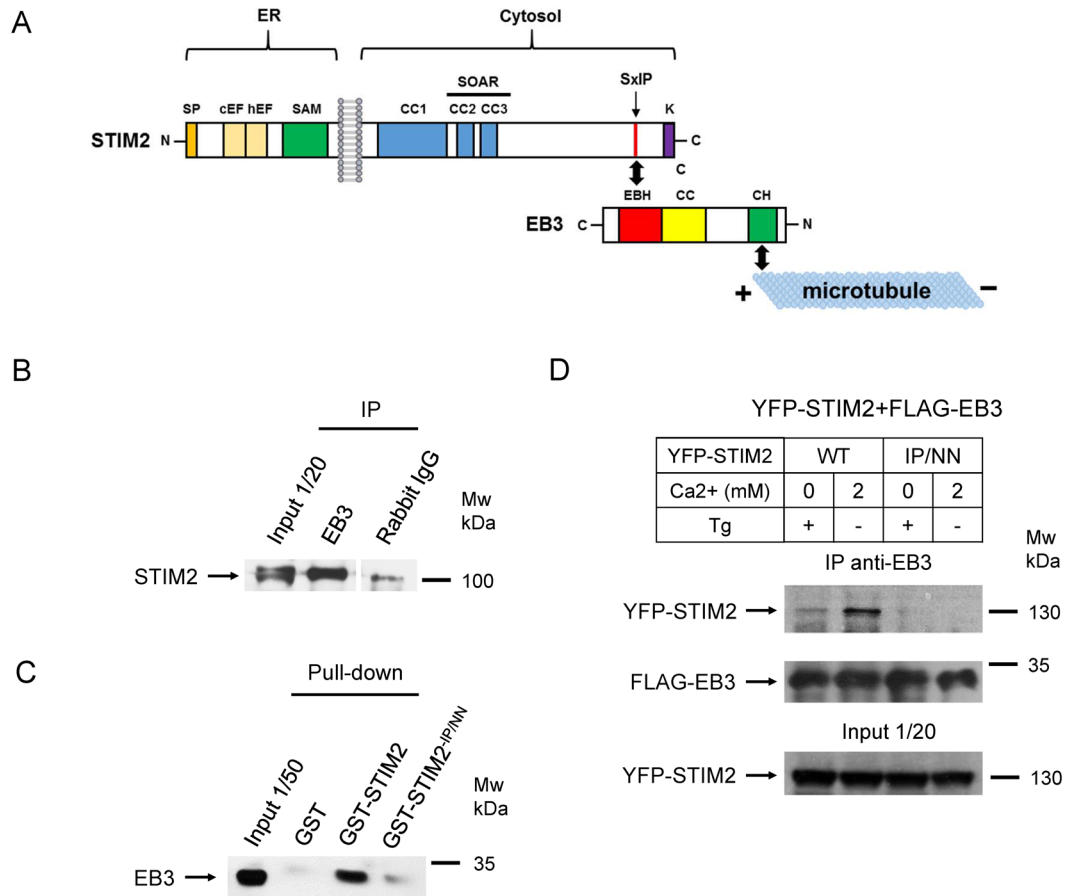 A
ER
Cytosol
SxIP
SOAR
SP cEF hEF SAM CC1 CC2 CC3 K
STIM2 N C
C
EBH CC CH
EB3 C N
+ microtubule −
B
IP
Input 1/20 EB3 Rabbit IgG
Mw
kDa
STIM2 100
C
Pull-down
Input 1/50 GST GST-STIM2 GST-STIM2-IP/NN
Mw
kDa
EB3 35
D
YFP-STIM2+FLAG-EB3
YFP-STIM2 WT IP/NN
Ca2+ (mM) 0 2 0 2
Tg + - + -
Mw
kDa
IP anti-EB3
YFP-STIM2 130
35
FLAG-EB3
Input 1/20
YFP-STIM2 130